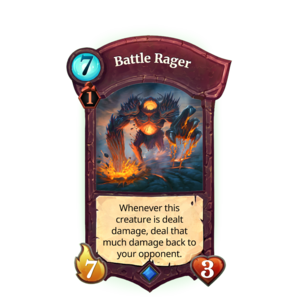 7
Battle Rager
1
Whenever this
creature is dealt
damage, deal that
much damage back to
your opponent.
7
3